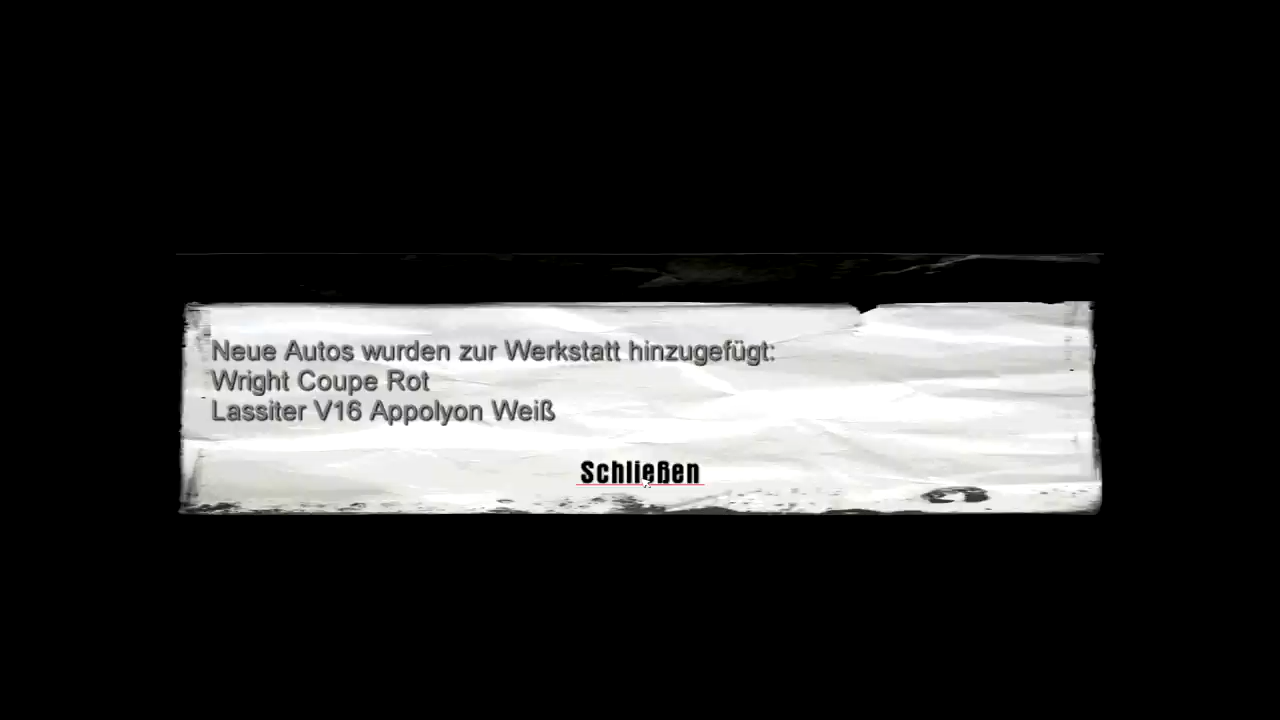 Neue Autos wurden zur Werkstatt hinzugefügt:
Wright Coupe Rot
Lassiter V16 Appolyon Weiß
Schließen